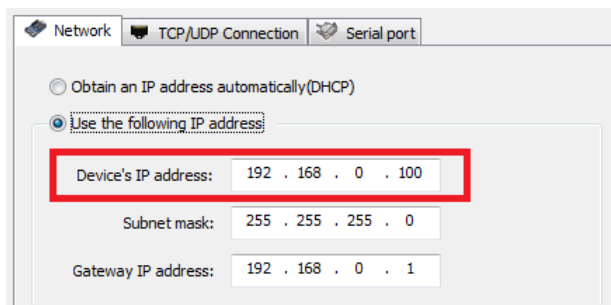 Network TCP/UDP Connection Serial port
Obtain an IP address automatically(DHCP)
Use the following IP address
Device's IP address: 192 . 168 . 0 . 100
Subnet mask: 255 . 255 . 255 . 0
Gateway IP address: 192 . 168 . 0 . 1